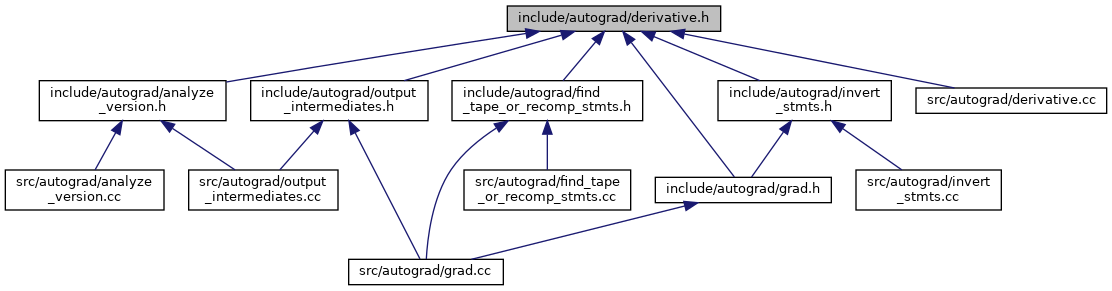 include/autograd/derivative.h
include/autograd/analyze
_version.h
include/autograd/output
_intermediates.h
include/autograd/find
_tape_or_recomp_stmts.h
include/autograd/invert
_stmts.h
src/autograd/derivative.cc
src/autograd/analyze
_version.cc
src/autograd/output
_intermediates.cc
src/autograd/find_tape
_or_recomp_stmts.cc
include/autograd/grad.h
src/autograd/invert
_stmts.cc
src/autograd/grad.cc